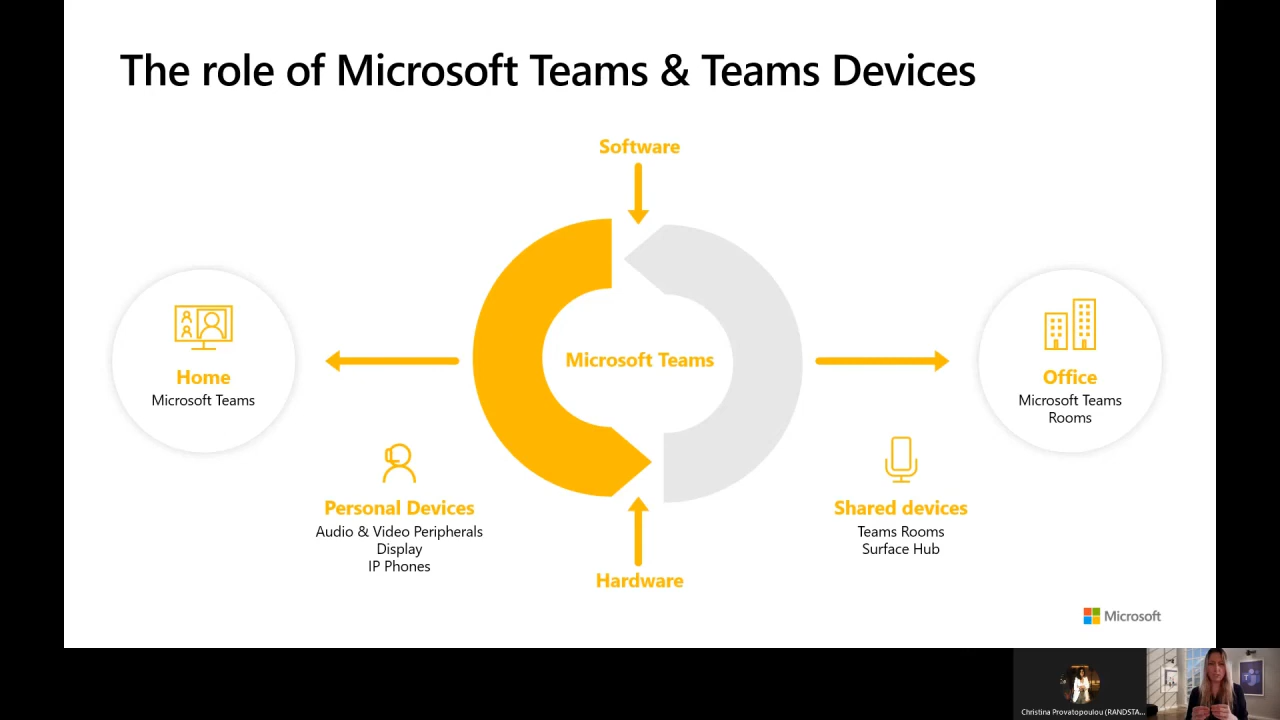 The role of Microsoft Teams & Teams Devices
Software
Microsoft Teams
Home
Microsoft Teams
Office
Microsoft Teams
Rooms
Personal Devices
Audio & Video Peripherals
Display
IP Phones
Shared devices
Teams Rooms
Surface Hub
Hardware
Microsoft
Christina Provatopoulou (RANDSTA...